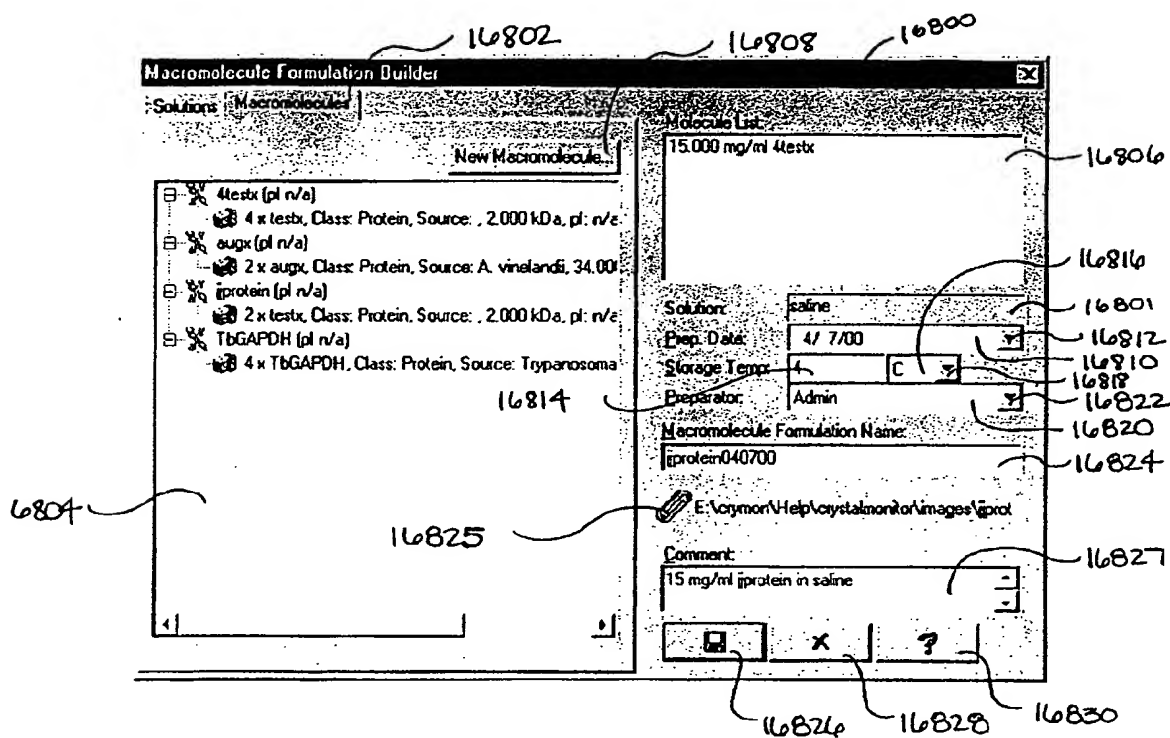 16802
16808
16800
Macromolecule Formulation Builder
Solutions Macromolecules
New Macromolecule...
4testx (pI n/a)
4 x testx, Class: Protein, Source: , 2.000 kDa, pI: n/a
augx (pI n/a)
2 x augx, Class: Protein, Source: A. vinelandii, 34.00
jjprotein (pI n/a)
2 x testx, Class: Protein, Source: , 2.000 kDa, pI: n/a
TbGAPDH (pI n/a)
4 x TbGAPDH, Class: Protein, Source: Trypanosoma
6804
Molecule List:
15.000 mg/ml 4testx
16806
16816
Solution: saline
16801
Prep. Date: 4/ 7/00
16812
16810
Storage Temp: 4 C
16818
16814
Preparator: Admin
16822
16820
Macromolecule Formulation Name:
jjprotein040700
16824
E:\crymon\Help\crystalmonitor\images\jjprot
16825
Comment:
15 mg/ml jjprotein in saline
16827
?
16826
16828
16830